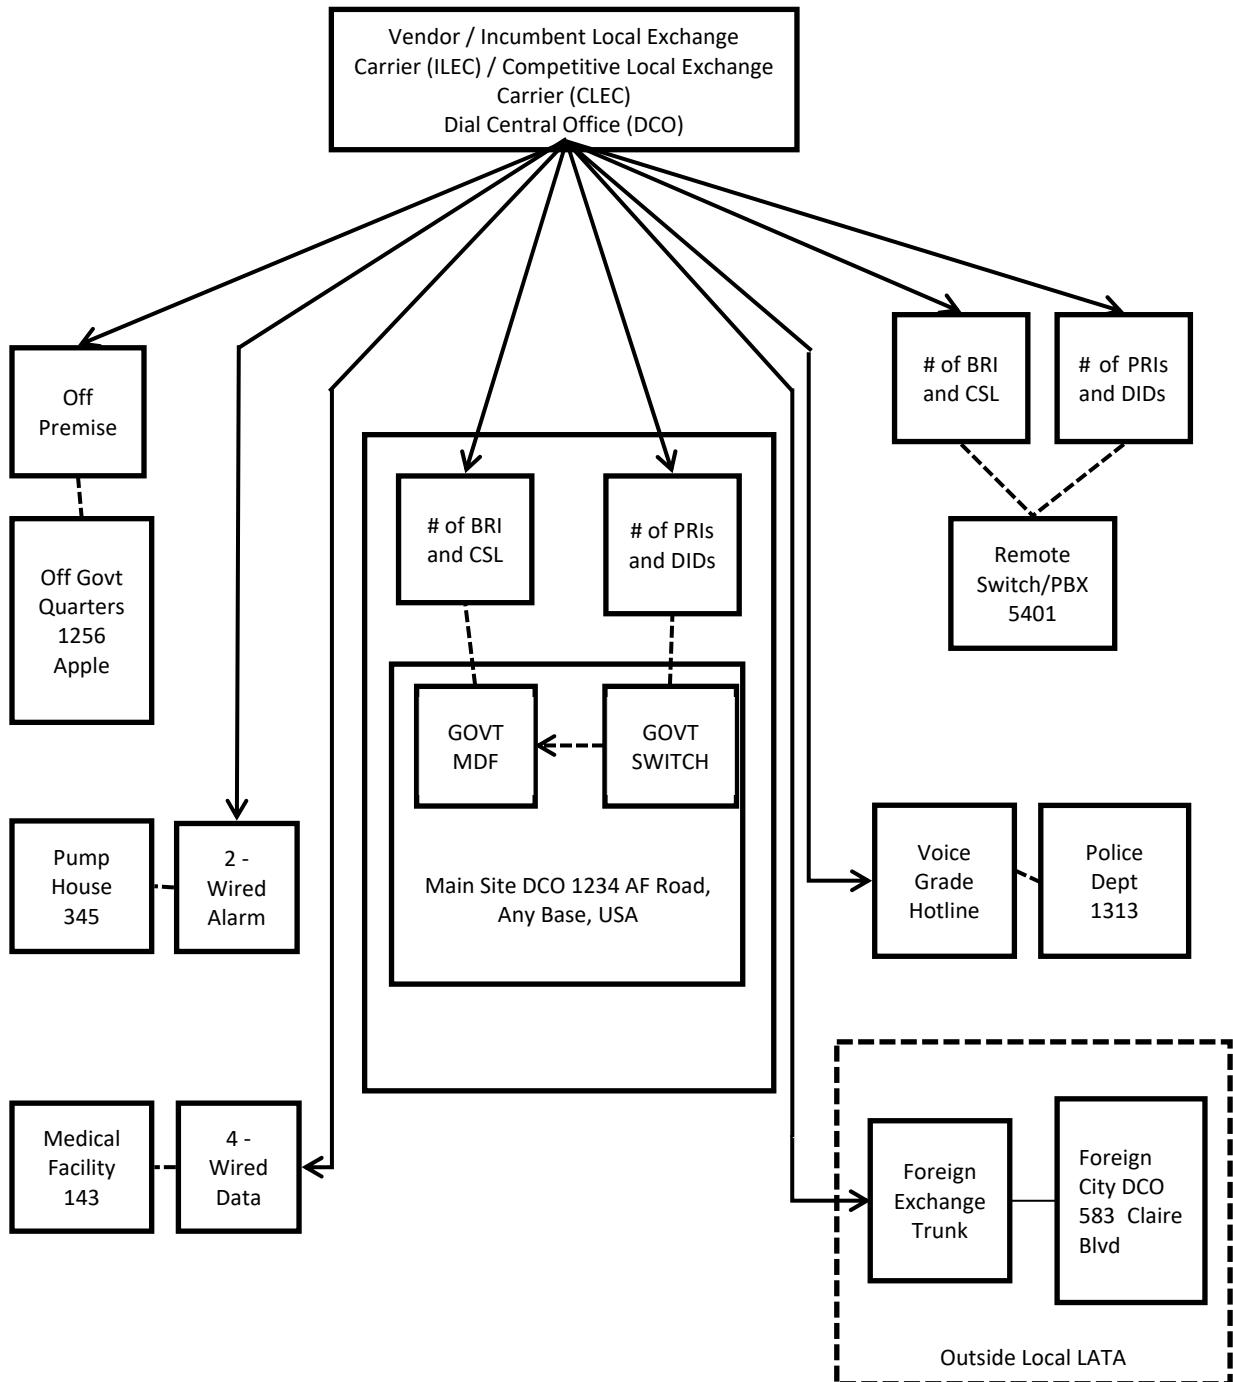 Vendor / Incumbent Local Exchange
Carrier (ILEC) / Competitive Local Exchange
Carrier (CLEC)
Dial Central Office (DCO)
Off
Premise
Off Govt
Quarters
1256
Apple
# of BRI
and CSL
# of PRIs
and DIDs
# of BRI
and CSL
# of PRIs
and DIDs
Remote
Switch/PBX
5401
GOVT
MDF
GOVT
SWITCH
Main Site DCO 1234 AF Road,
Any Base, USA
Pump
House
345
2 -
Wired
Alarm
Voice
Grade
Hotline
Police
Dept
1313
Medical
Facility
143
4 -
Wired
Data
Foreign
Exchange
Trunk
Foreign
City DCO
583 Claire
Blvd
Outside Local LATA